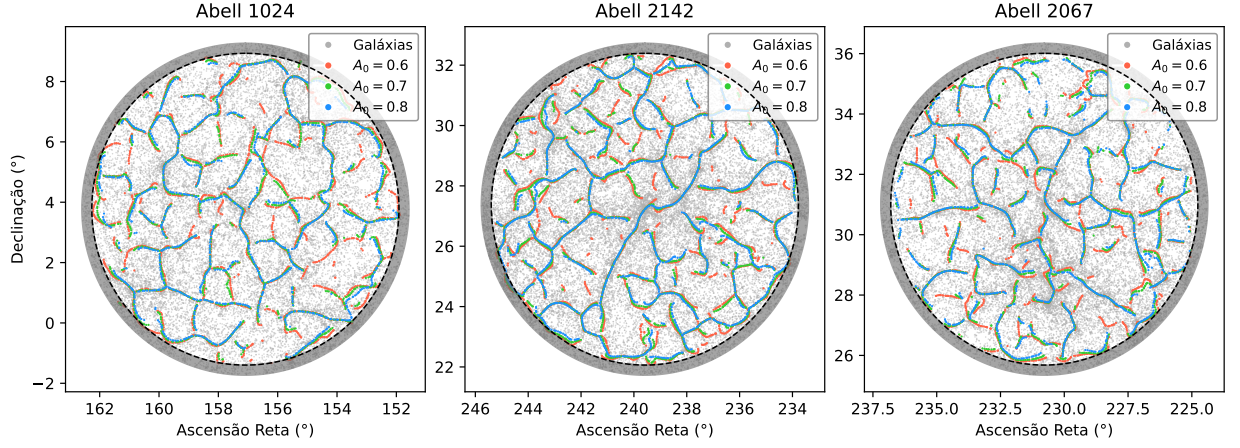 Abell 1024
Abell 2142
Abell 2067
Galáxias
A₀ = 0.6
A₀ = 0.7
A₀ = 0.8
Galáxias
A₀ = 0.6
A₀ = 0.7
A₀ = 0.8
Galáxias
A₀ = 0.6
A₀ = 0.7
A₀ = 0.8
Declinação (°)
8
6
4
2
0
−2
32
30
28
26
24
22
36
34
32
30
28
26
162 160 158 156 154 152
246 244 242 240 238 236 234
237.5 235.0 232.5 230.0 227.5 225.0
Ascensão Reta (°)
Ascensão Reta (°)
Ascensão Reta (°)